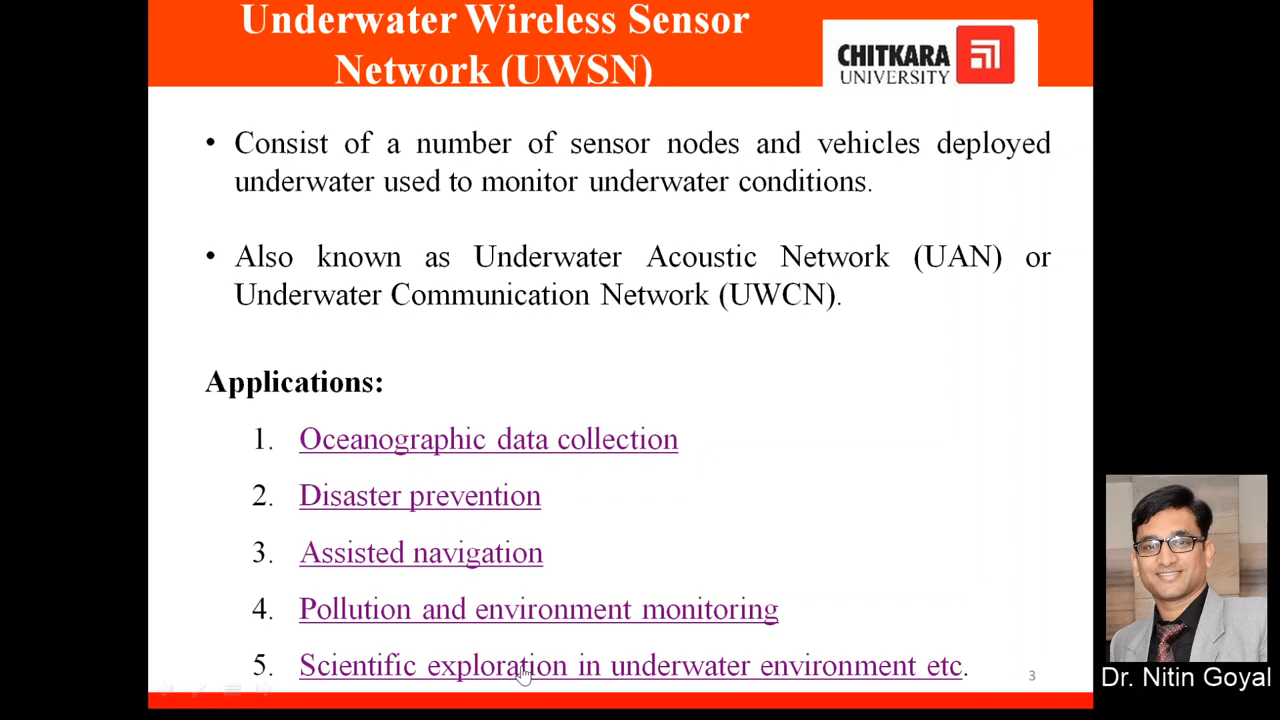 Underwater Wireless Sensor
Network (UWSN)
CHITKARA
UNIVERSITY
• Consist of a number of sensor nodes and vehicles deployed
underwater used to monitor underwater conditions.
• Also known as Underwater Acoustic Network (UAN) or
Underwater Communication Network (UWCN).
Applications:
1. Oceanographic data collection
2. Disaster prevention
3. Assisted navigation
4. Pollution and environment monitoring
5. Scientific exploration in underwater environment etc.
3
Dr. Nitin Goyal